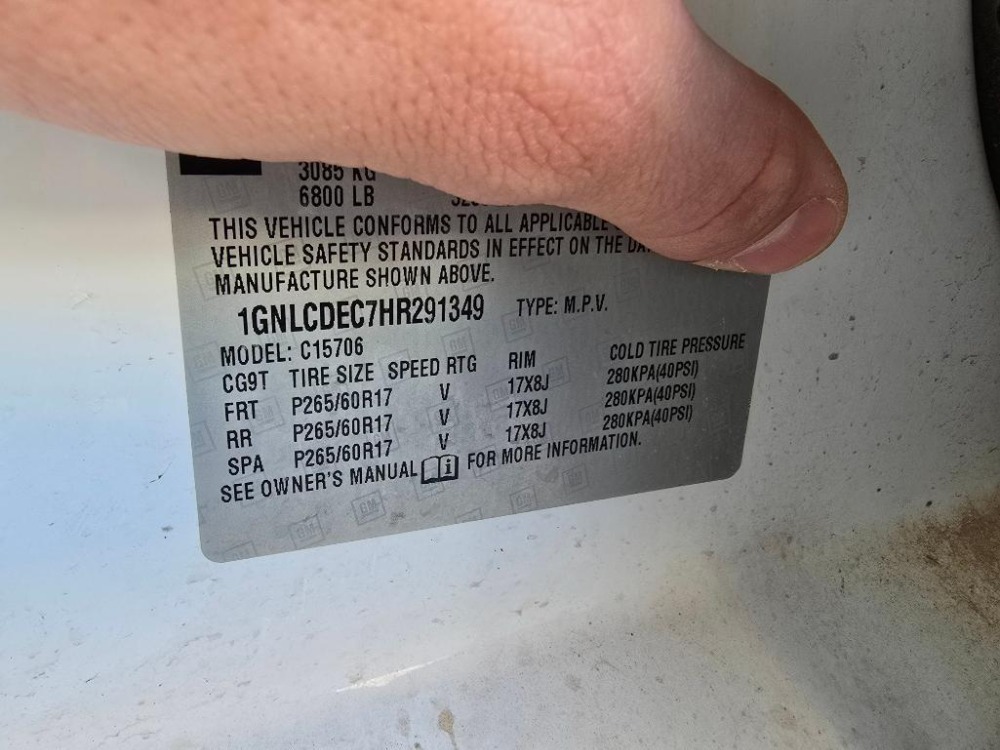 3085 KG
6800 LB
THIS VEHICLE CONFORMS TO ALL APPLICABLE
VEHICLE SAFETY STANDARDS IN EFFECT ON THE
MANUFACTURE SHOWN ABOVE.
1GNLCDEC7HR291349 TYPE: M.P.V.
MODEL: C15706
CG9T TIRE SIZE SPEED RTG RIM COLD TIRE PRESSURE
FRT P265/60R17 V 17X8J 280KPA(40PSI)
RR P265/60R17 V 17X8J 280KPA(40PSI)
SPA P265/60R17 V 17X8J 280KPA(40PSI)
SEE OWNER'S MANUAL FOR MORE INFORMATION.
GM GM GM